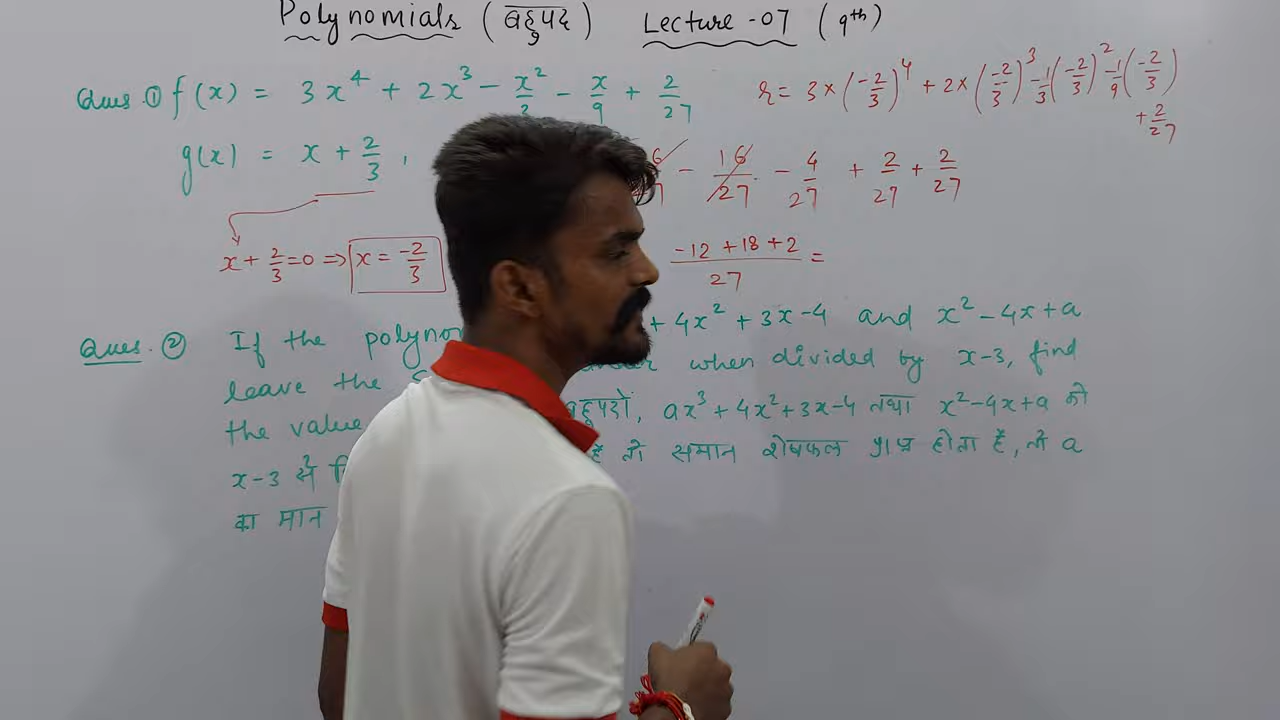 Polynomials (बहुपद) Lecture-07 (9th)
Ques.① f(x) = 3x⁴ + 2x³ - x²/3 - x/9 + 2/27
r = 3×(-2/3)⁴ + 2×(-2/3)³ - 1/3(-2/3)² - 1/9(-2/3)
+ 2/27
g(x) = x + 2/3,
- 16/27 - 4/27 + 2/27 + 2/27
x + 2/3 = 0 ⇒ x = -2/3
-12 + 18 + 2 / 27 =
Ques.② If the + 4x² + 3x - 4 and x² - 4x + a
leave the when divided by x-3, find
the value ax³ + 4x² + 3x - 4 तथा x² - 4x + a को
x-3 से तो समान शेषफल प्राप्त होता है, तो a
का मान